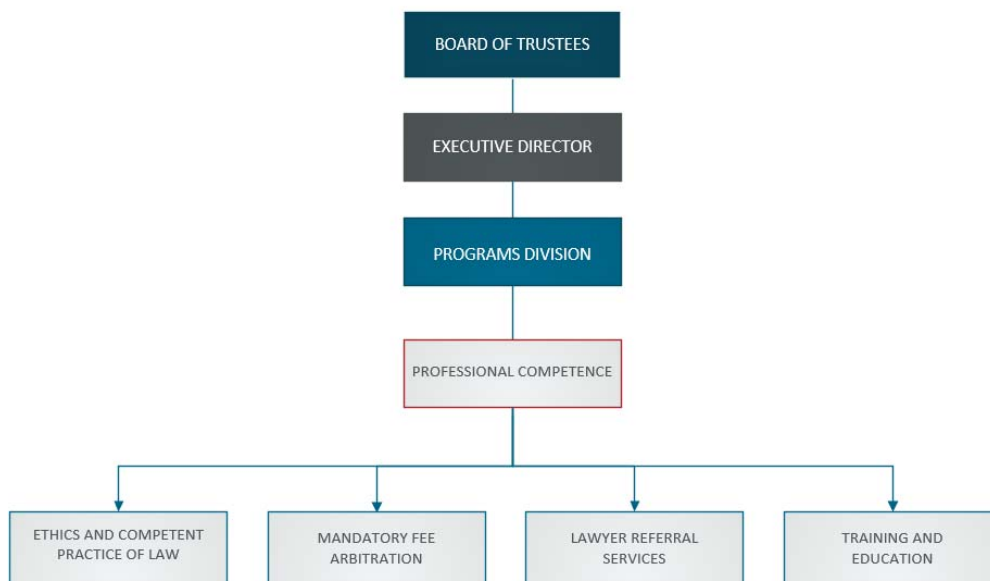 BOARD OF TRUSTEES
EXECUTIVE DIRECTOR
PROGRAMS DIVISION
PROFESSIONAL COMPETENCE
ETHICS AND COMPETENT
PRACTICE OF LAW
MANDATORY FEE
ARBITRATION
LAWYER REFERRAL
SERVICES
TRAINING AND
EDUCATION